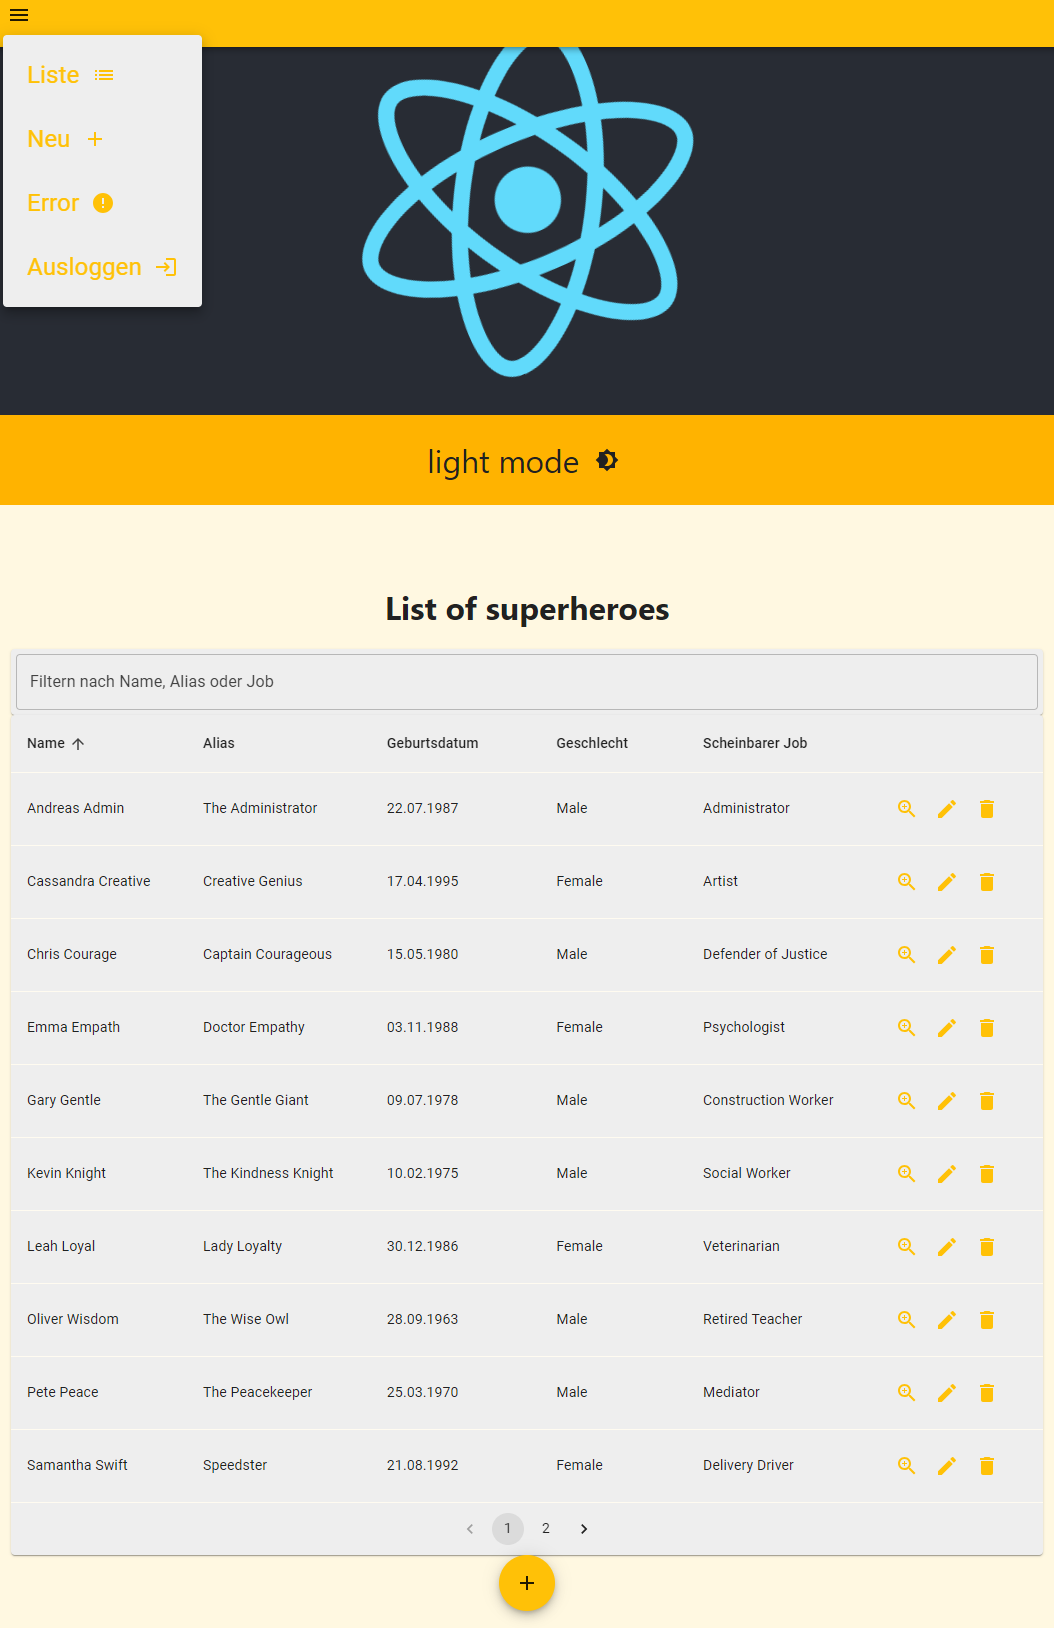 Liste
Neu
Error
Ausloggen
light mode
List of superheroes
Filtern nach Name, Alias oder Job
Name Alias Geburtsdatum Geschlecht Scheinbarer Job
Andreas Admin The Administrator 22.07.1987 Male Administrator
Cassandra Creative Creative Genius 17.04.1995 Female Artist
Chris Courage Captain Courageous 15.05.1980 Male Defender of Justice
Emma Empath Doctor Empathy 03.11.1988 Female Psychologist
Gary Gentle The Gentle Giant 09.07.1978 Male Construction Worker
Kevin Knight The Kindness Knight 10.02.1975 Male Social Worker
Leah Loyal Lady Loyalty 30.12.1986 Female Veterinarian
Oliver Wisdom The Wise Owl 28.09.1963 Male Retired Teacher
Pete Peace The Peacekeeper 25.03.1970 Male Mediator
Samantha Swift Speedster 21.08.1992 Female Delivery Driver
1 2